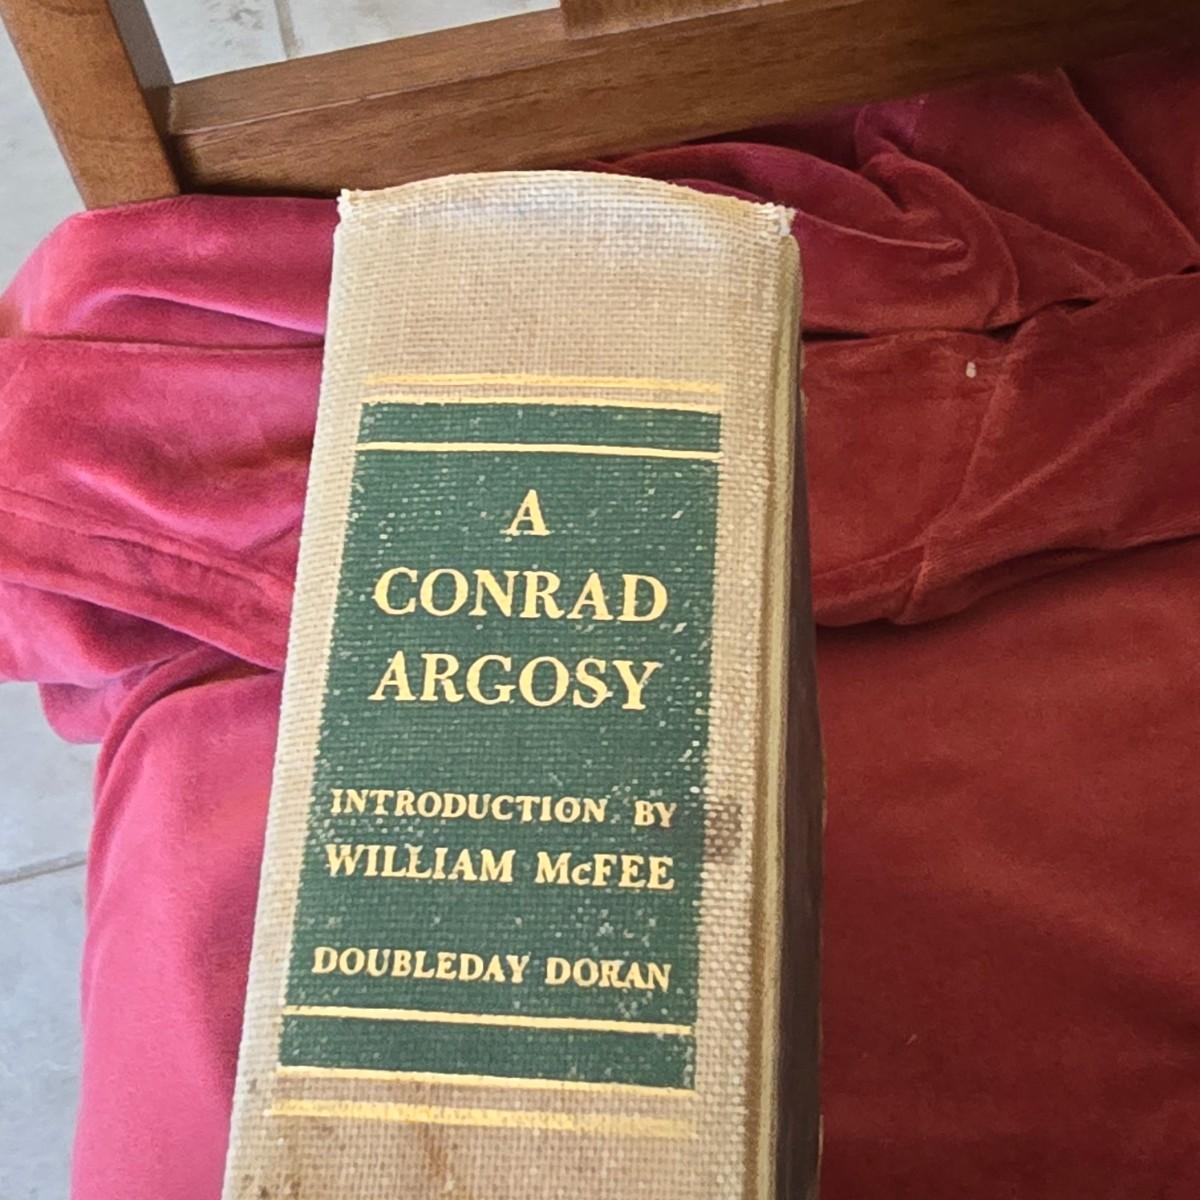 A
CONRAD
ARGOSY
INTRODUCTION BY
WILLIAM McFEE
DOUBLEDAY DORAN